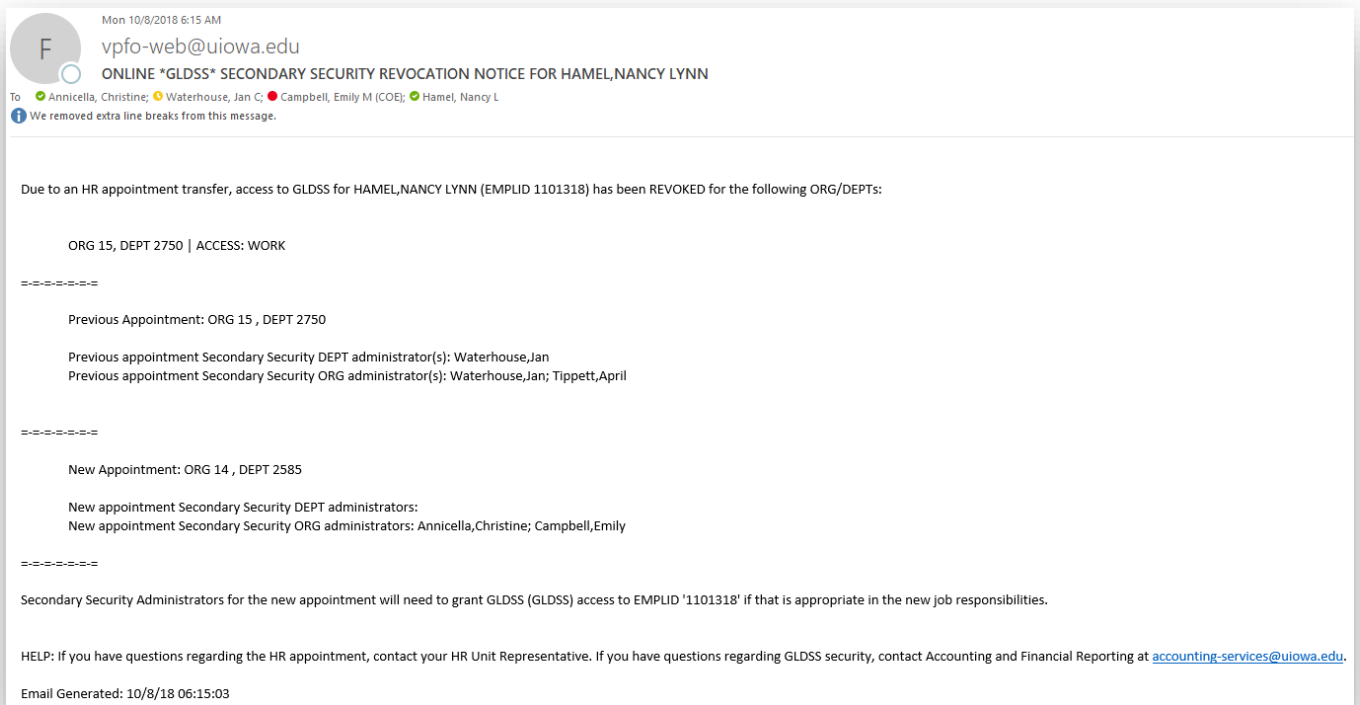 Mon 10/8/2018 6:15 AM
F
vpfo-web@uiowa.edu
ONLINE *GLDSS* SECONDARY SECURITY REVOCATION NOTICE FOR HAMEL,NANCY LYNN
To Annicella, Christine; Waterhouse, Jan C; Campbell, Emily M (COE); Hamel, Nancy L
We removed extra line breaks from this message.
Due to an HR appointment transfer, access to GLDSS for HAMEL,NANCY LYNN (EMPLID 1101318) has been REVOKED for the following ORG/DEPTs:
ORG 15, DEPT 2750 | ACCESS: WORK
=-=-=-=-=-=-=
Previous Appointment: ORG 15 , DEPT 2750
Previous appointment Secondary Security DEPT administrator(s): Waterhouse,Jan
Previous appointment Secondary Security ORG administrator(s): Waterhouse,Jan; Tippett,April
=-=-=-=-=-=-=
New Appointment: ORG 14 , DEPT 2585
New appointment Secondary Security DEPT administrators:
New appointment Secondary Security ORG administrators: Annicella,Christine; Campbell,Emily
=-=-=-=-=-=-=
Secondary Security Administrators for the new appointment will need to grant GLDSS (GLDSS) access to EMPLID '1101318' if that is appropriate in the new job responsibilities.
HELP: If you have questions regarding the HR appointment, contact your HR Unit Representative. If you have questions regarding GLDSS security, contact Accounting and Financial Reporting at accounting-services@uiowa.edu.
Email Generated: 10/8/18 06:15:03